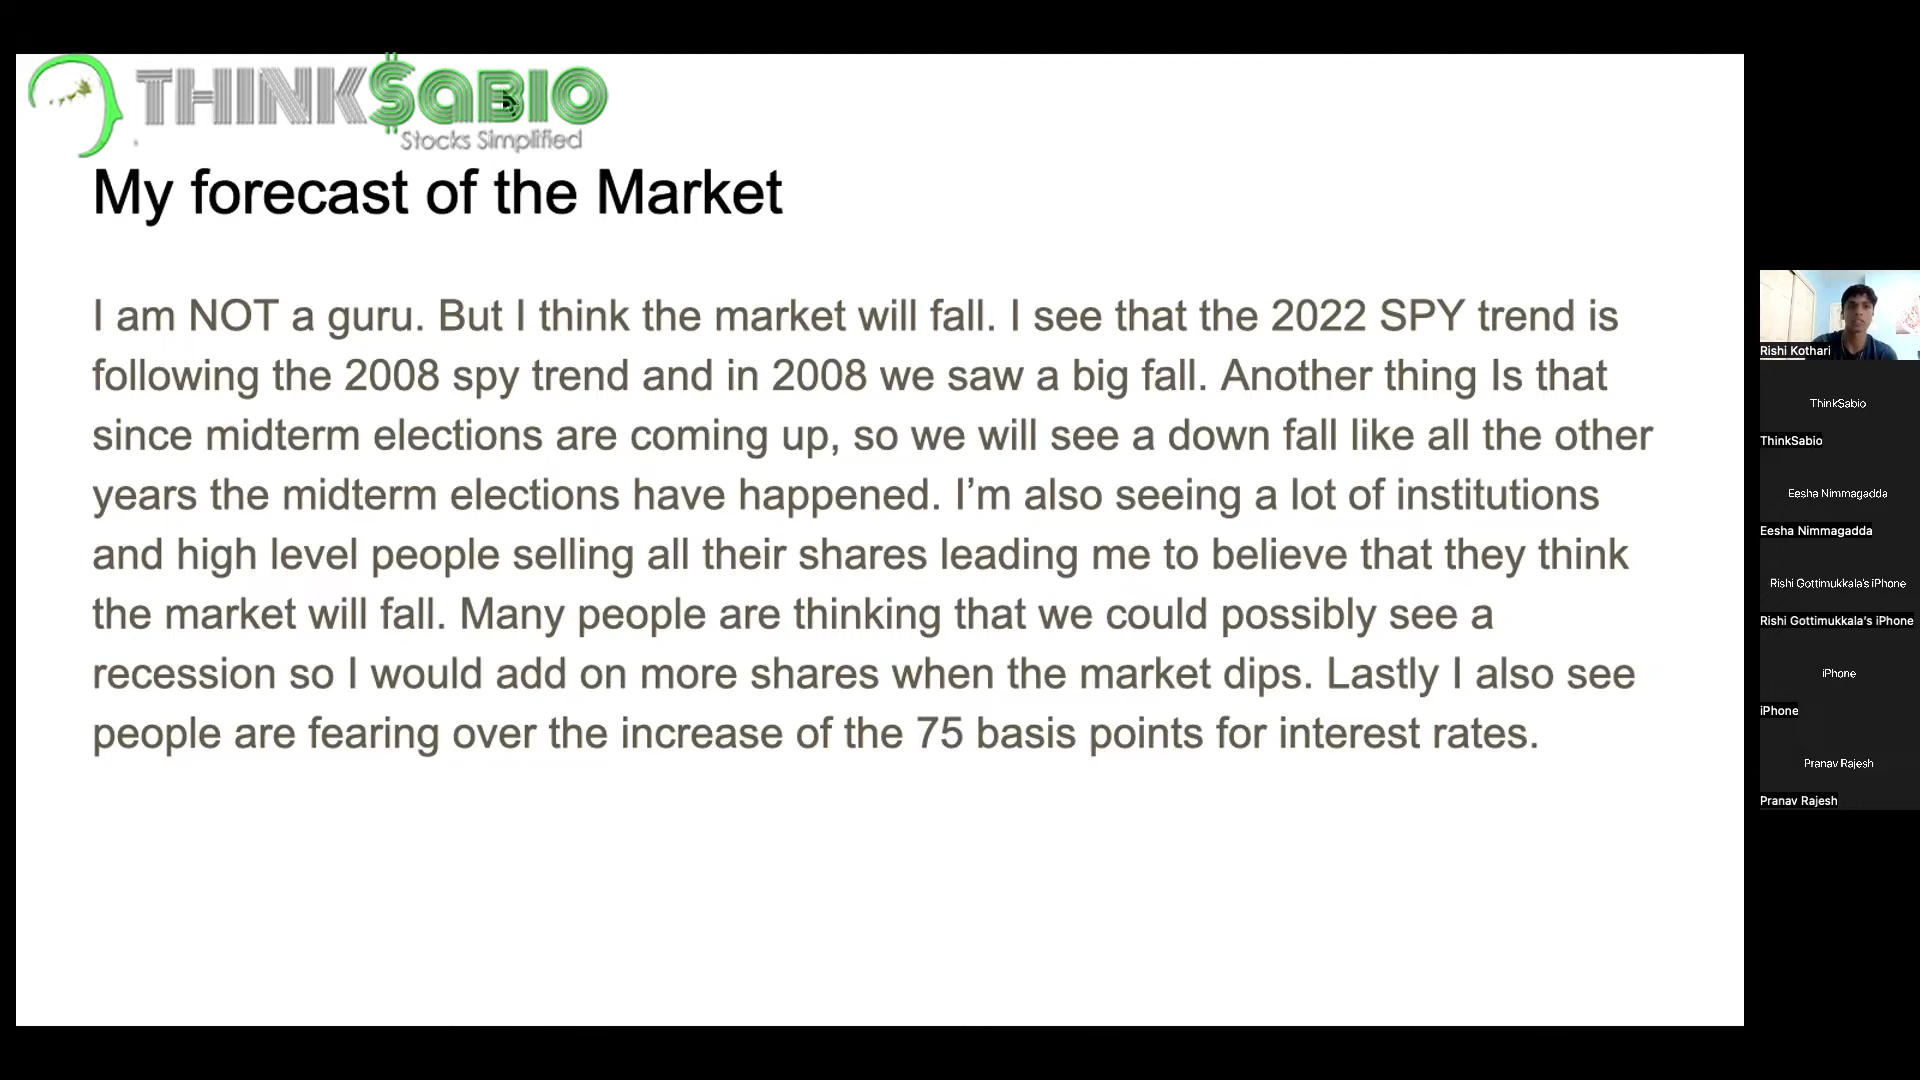 THINK$aBIO
Stocks Simplified
My forecast of the Market
I am NOT a guru. But I think the market will fall. I see that the 2022 SPY trend is
following the 2008 spy trend and in 2008 we saw a big fall. Another thing Is that
since midterm elections are coming up, so we will see a down fall like all the other
years the midterm elections have happened. I’m also seeing a lot of institutions
and high level people selling all their shares leading me to believe that they think
the market will fall. Many people are thinking that we could possibly see a
recession so I would add on more shares when the market dips. Lastly I also see
people are fearing over the increase of the 75 basis points for interest rates.
Rishi Kothari
ThinkSabio
ThinkSabio
Eesha Nimmagadda
Eesha Nimmagadda
Rishi Gottimukkala's iPhone
Rishi Gottimukkala's iPhone
iPhone
iPhone
Pranav Rajesh
Pranav Rajesh